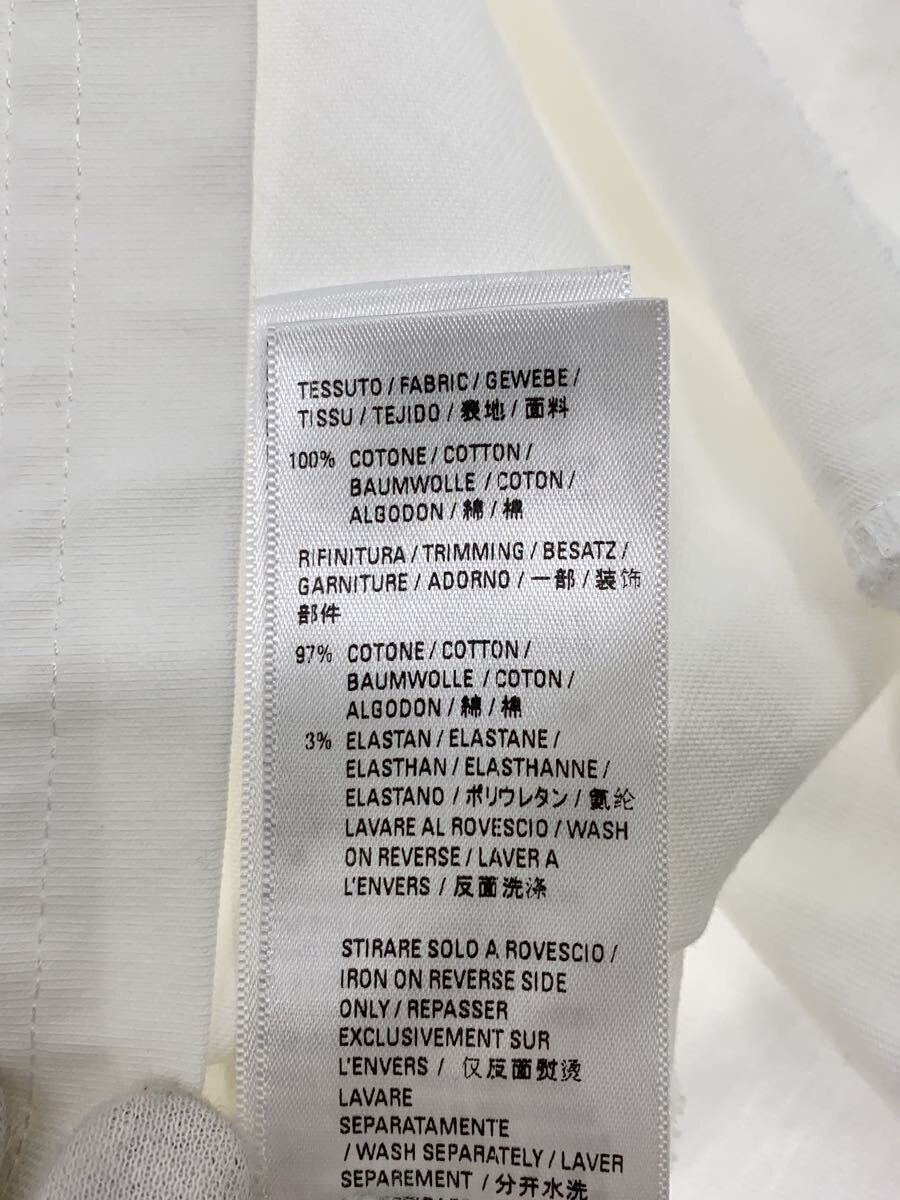 TESSUTO / FABRIC / GEWEBE /
TISSU / TEJIDO /表地 / 面料
100% COTONE / COTTON /
BAUMWOLLE / COTON /
ALGODON / 綿 / 棉
RIFINITURA / TRIMMING / BESATZ /
GARNITURE / ADORNO / 一部 / 装饰
部件
97% COTONE / COTTON /
BAUMWOLLE / COTON /
ALGODON / 綿 / 棉
3% ELASTAN / ELASTANE /
ELASTHAN / ELASTHANNE /
ELASTANO / ポリウレタン / 氨纶
LAVARE AL ROVESCIO / WASH
ON REVERSE / LAVER A
L'ENVERS / 反面洗涤
STIRARE SOLO A ROVESCIO /
IRON ON REVERSE SIDE
ONLY / REPASSER
EXCLUSIVEMENT SUR
L'ENVERS / 仅反面熨烫
LAVARE
SEPARATAMENTE
/ WASH SEPARATELY / LAVER
SEPAREMENT / 分开水洗